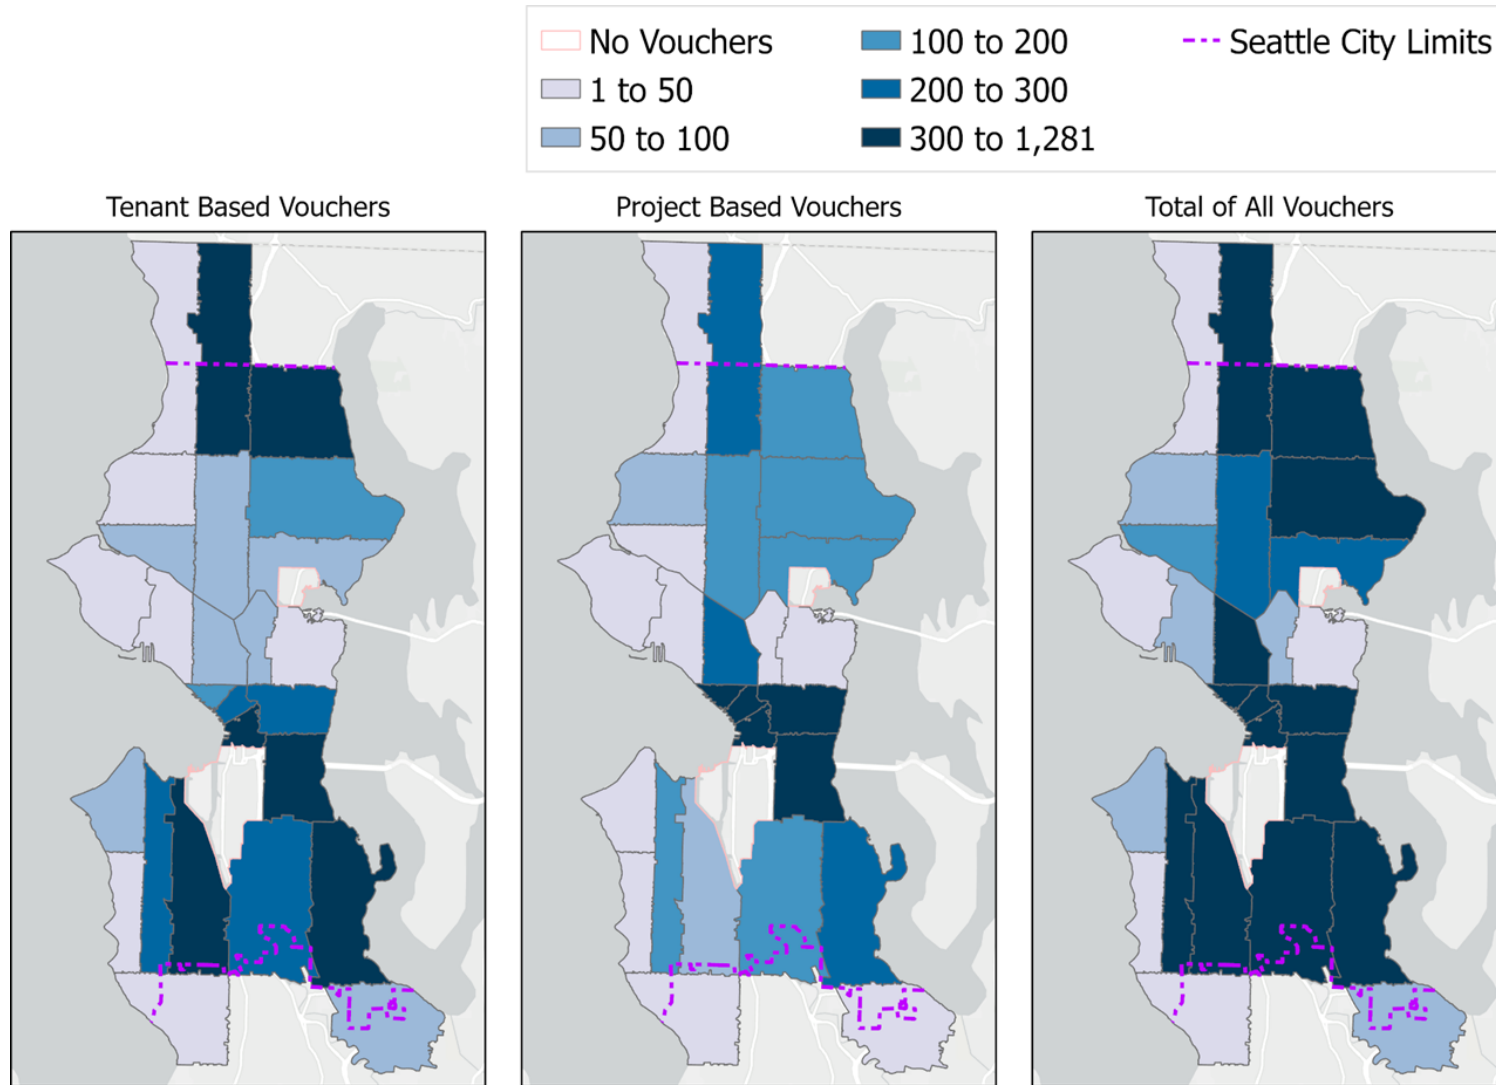 No Vouchers
1 to 50
50 to 100
100 to 200
200 to 300
300 to 1,281
Seattle City Limits
Tenant Based Vouchers
Project Based Vouchers
Total of All Vouchers